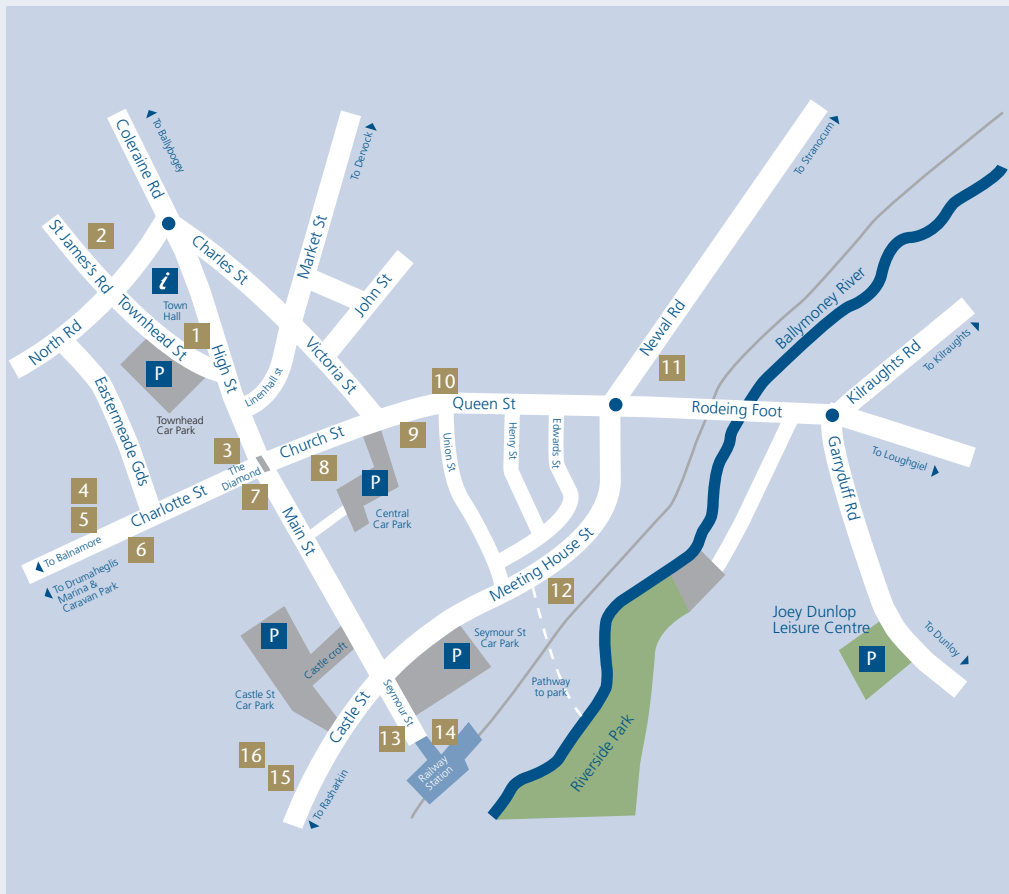 Coleraine Rd
To Ballybogey
To Dervock
To Stranocum
2
St James's Rd
Charles St
Market St
John St
i
Town
Hall
North Rd
Townhead St
1
High St
P
Townhead
Car Park
Linenhall St
Victoria St
Newal Rd
11
Ballymoney River
Kilraughts Rd
To Kilraughts
Eastermeade Gds
10
Queen St
Rodeing Foot
9
Church St
8
3
The
Diamond
7
Union St
Henry St
Edwards St
To Loughgiel
Garryduff Rd
4
5
Charlotte St
6
P
Central
Car Park
Main St
To Balnamore
To Drumaheglis
Marina &
Caravan Park
Meeting House St
12
P
Castle croft
Castle St
Car Park
Seymour St
Car Park
P
Joey Dunlop
Leisure Centre
P
To Dunloy
Pathway
to park
Castle St
Seymour St
13
14
Railway
Station
Riverside Park
16
15
To Rasharkin